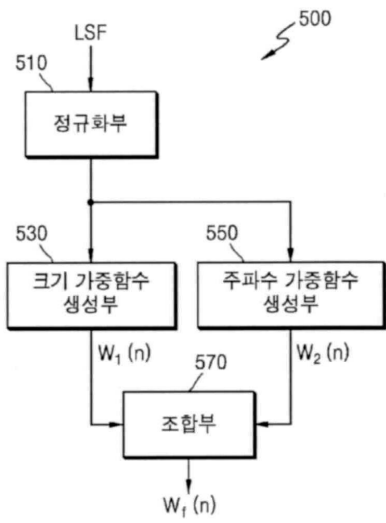 500
LSF
510
정규화부
530
크기 가중함수
생성부
550
주파수 가중함수
생성부
W₁ (n)
W₂ (n)
570
조합부
Wf (n)